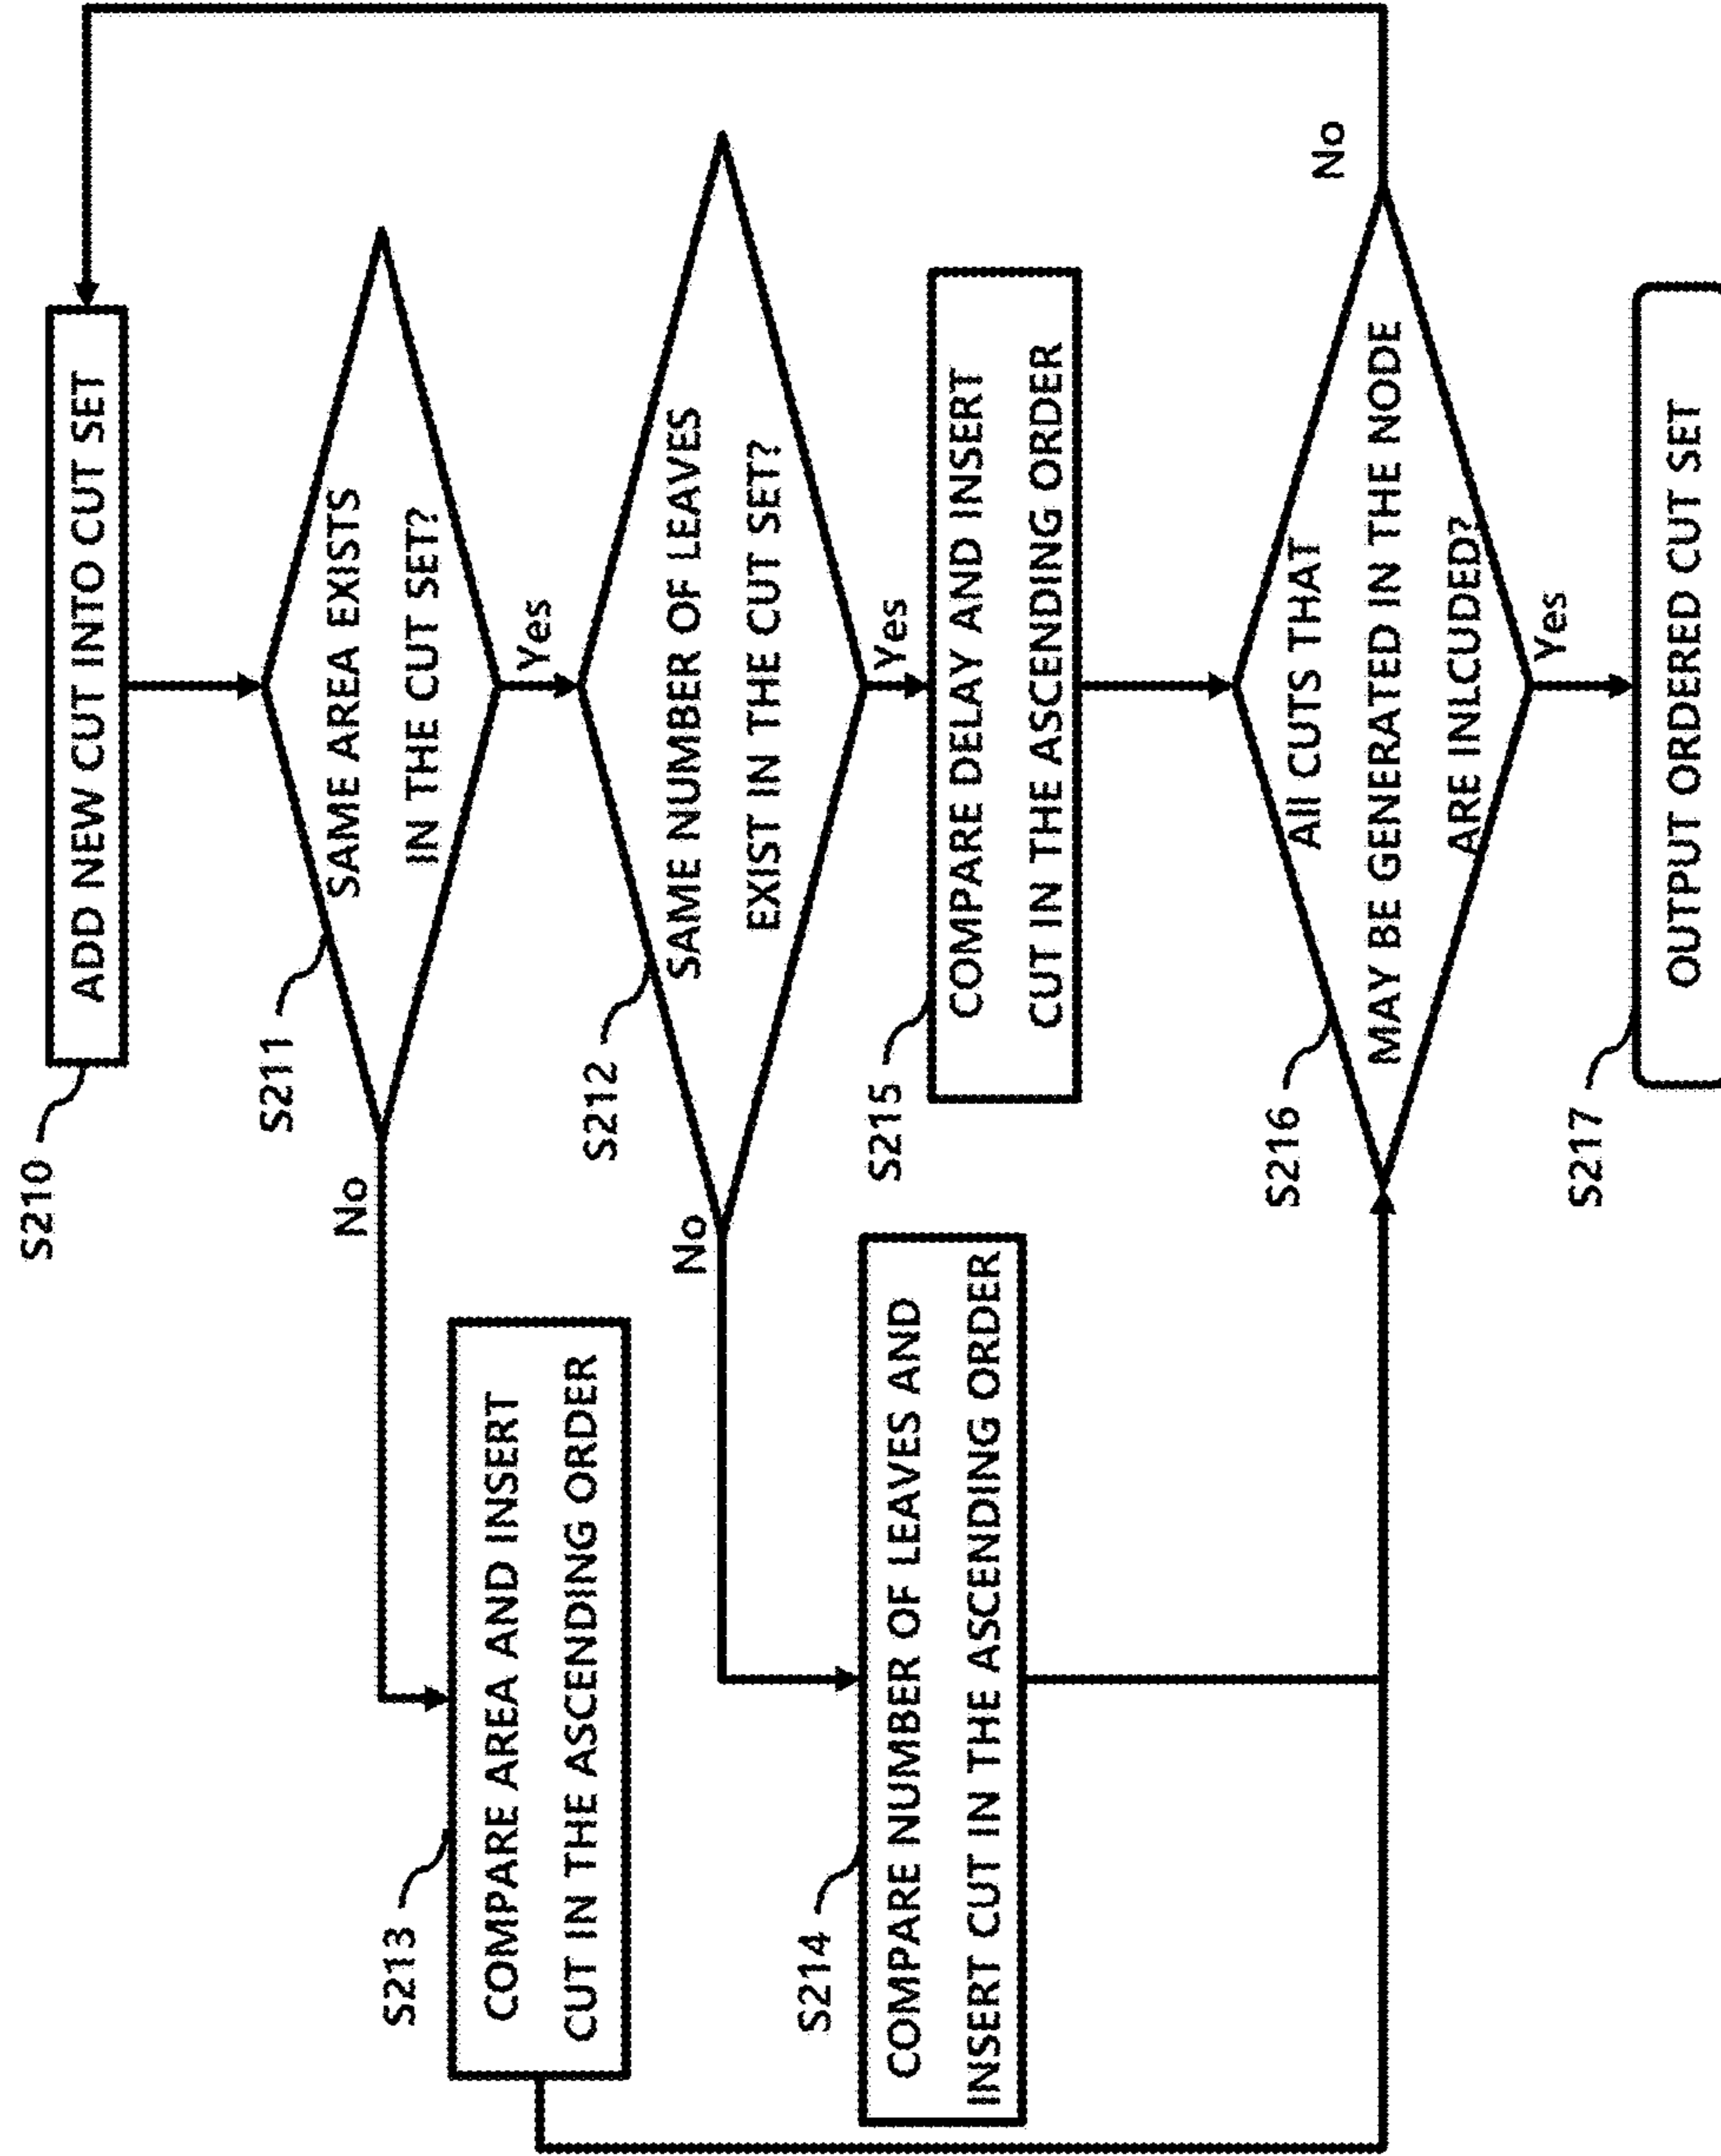 S210
ADD NEW CUT INTO CUT SET
S211
SAME AREA EXISTS
IN THE CUT SET?
No
Yes
S213
COMPARE AREA AND INSERT
CUT IN THE ASCENDING ORDER
S212
SAME NUMBER OF LEAVES
EXIST IN THE CUT SET?
No
Yes
S214
COMPARE NUMBER OF LEAVES AND
INSERT CUT IN THE ASCENDING ORDER
S215
COMPARE DELAY AND INSERT
CUT IN THE ASCENDING ORDER
S216
All CUTS THAT
MAY BE GENERATED IN THE NODE
ARE INLCUDED?
No
Yes
S217
OUTPUT ORDERED CUT SET